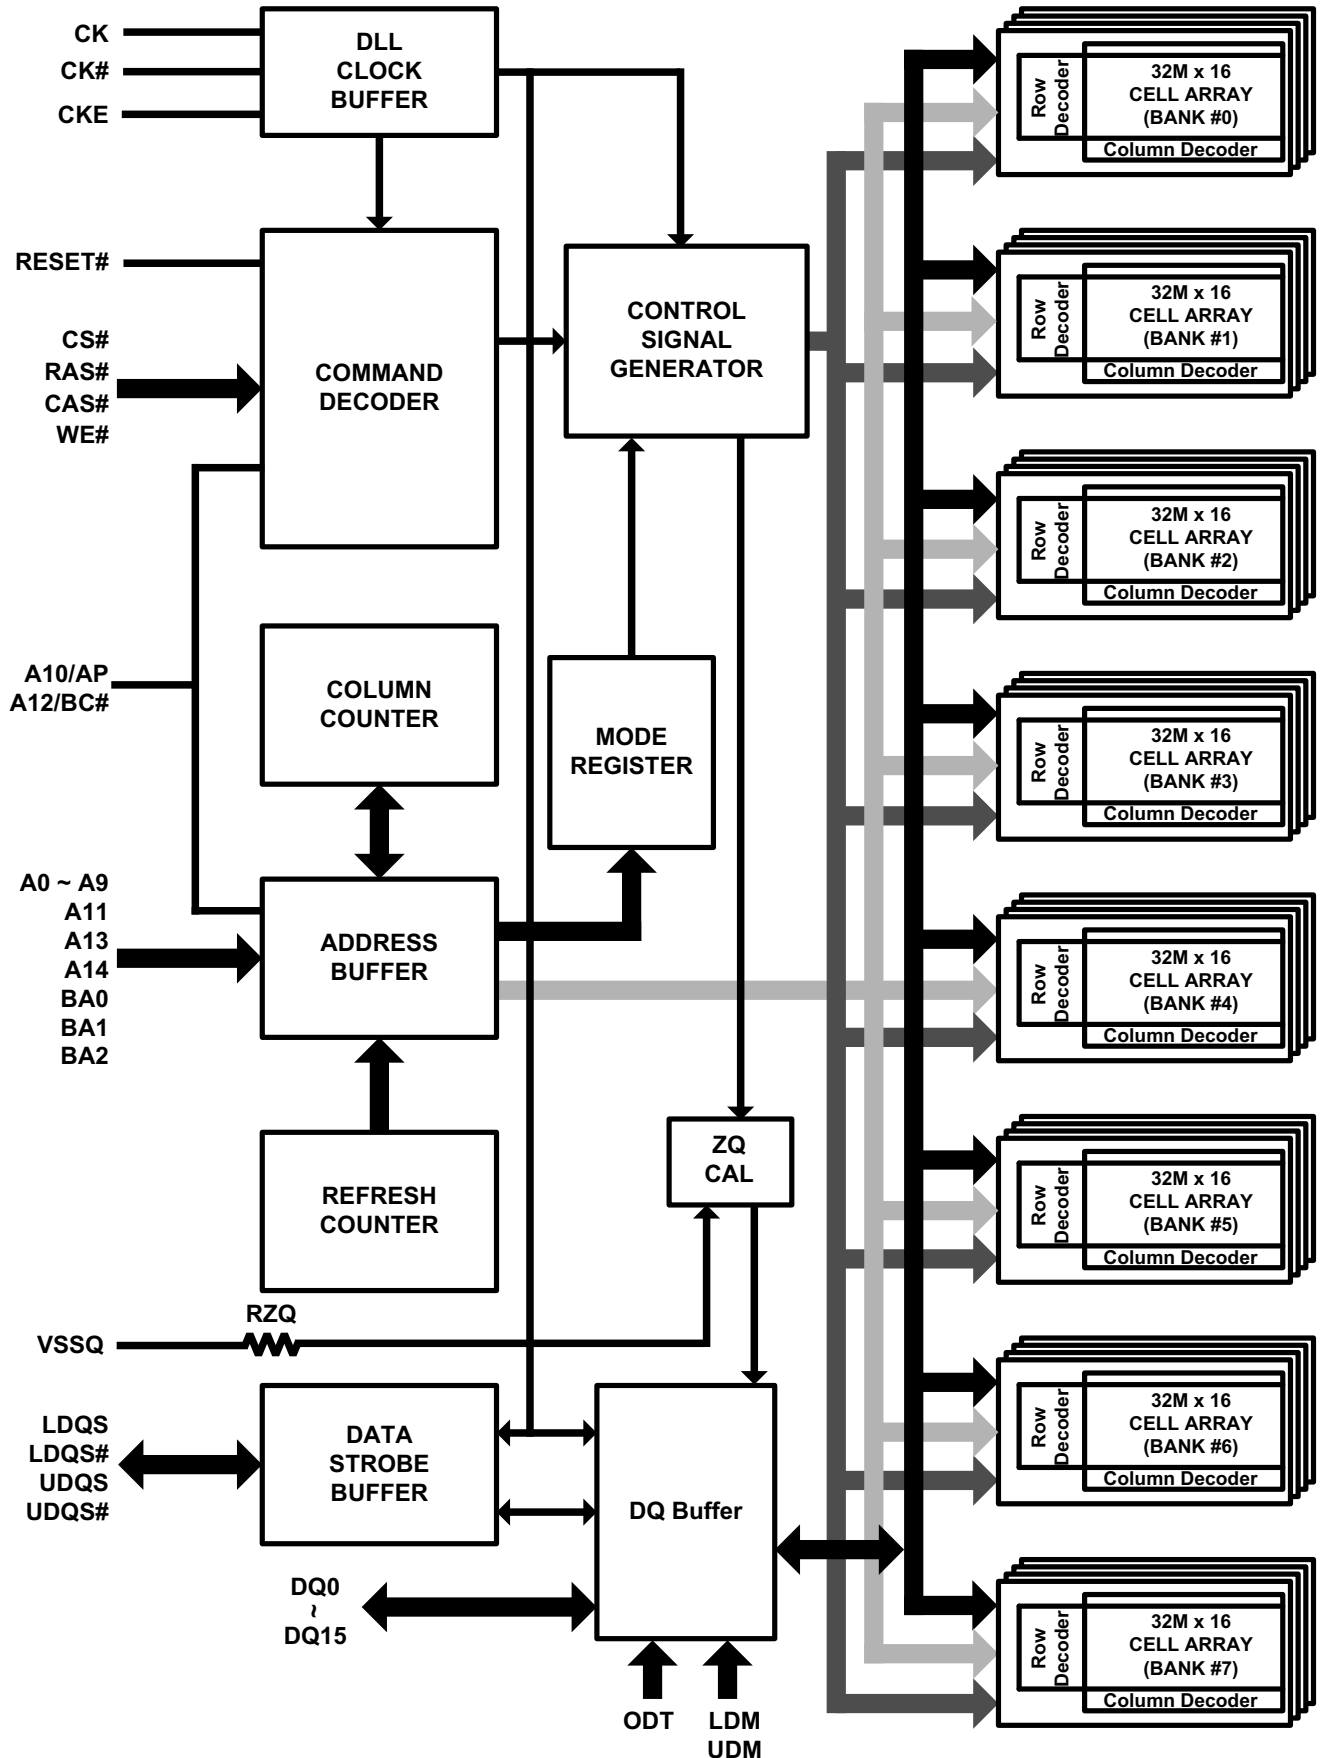 CK
CK#
CKE
DLL
CLOCK
BUFFER
RESET#
CS#
RAS#
CAS#
WE#
COMMAND
DECODER
CONTROL
SIGNAL
GENERATOR
A10/AP
A12/BC#
COLUMN
COUNTER
MODE
REGISTER
A0 ~ A9
A11
A13
A14
BA0
BA1
BA2
ADDRESS
BUFFER
REFRESH
COUNTER
ZQ
CAL
RZQ
VSSQ
LDQS
LDQS#
UDQS
UDQS#
DATA
STROBE
BUFFER
DQ Buffer
DQ0
~
DQ15
ODT
LDM
UDM
Row
Decoder
32M x 16
CELL ARRAY
(BANK #0)
Column Decoder
Row
Decoder
32M x 16
CELL ARRAY
(BANK #1)
Column Decoder
Row
Decoder
32M x 16
CELL ARRAY
(BANK #2)
Column Decoder
Row
Decoder
32M x 16
CELL ARRAY
(BANK #3)
Column Decoder
Row
Decoder
32M x 16
CELL ARRAY
(BANK #4)
Column Decoder
Row
Decoder
32M x 16
CELL ARRAY
(BANK #5)
Column Decoder
Row
Decoder
32M x 16
CELL ARRAY
(BANK #6)
Column Decoder
Row
Decoder
32M x 16
CELL ARRAY
(BANK #7)
Column Decoder